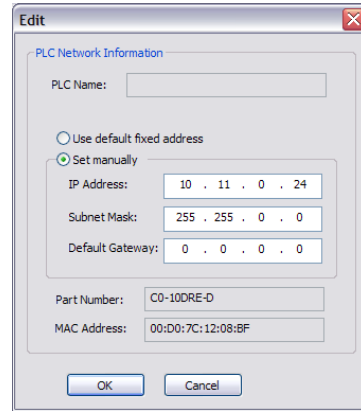 Edit
PLC Network Information
PLC Name:
Use default fixed address
Set manually
IP Address: 10 . 11 . 0 . 24
Subnet Mask: 255 . 255 . 0 . 0
Default Gateway: 0 . 0 . 0 . 0
Part Number: C0-10DRE-D
MAC Address: 00:D0:7C:12:08:BF
OK Cancel